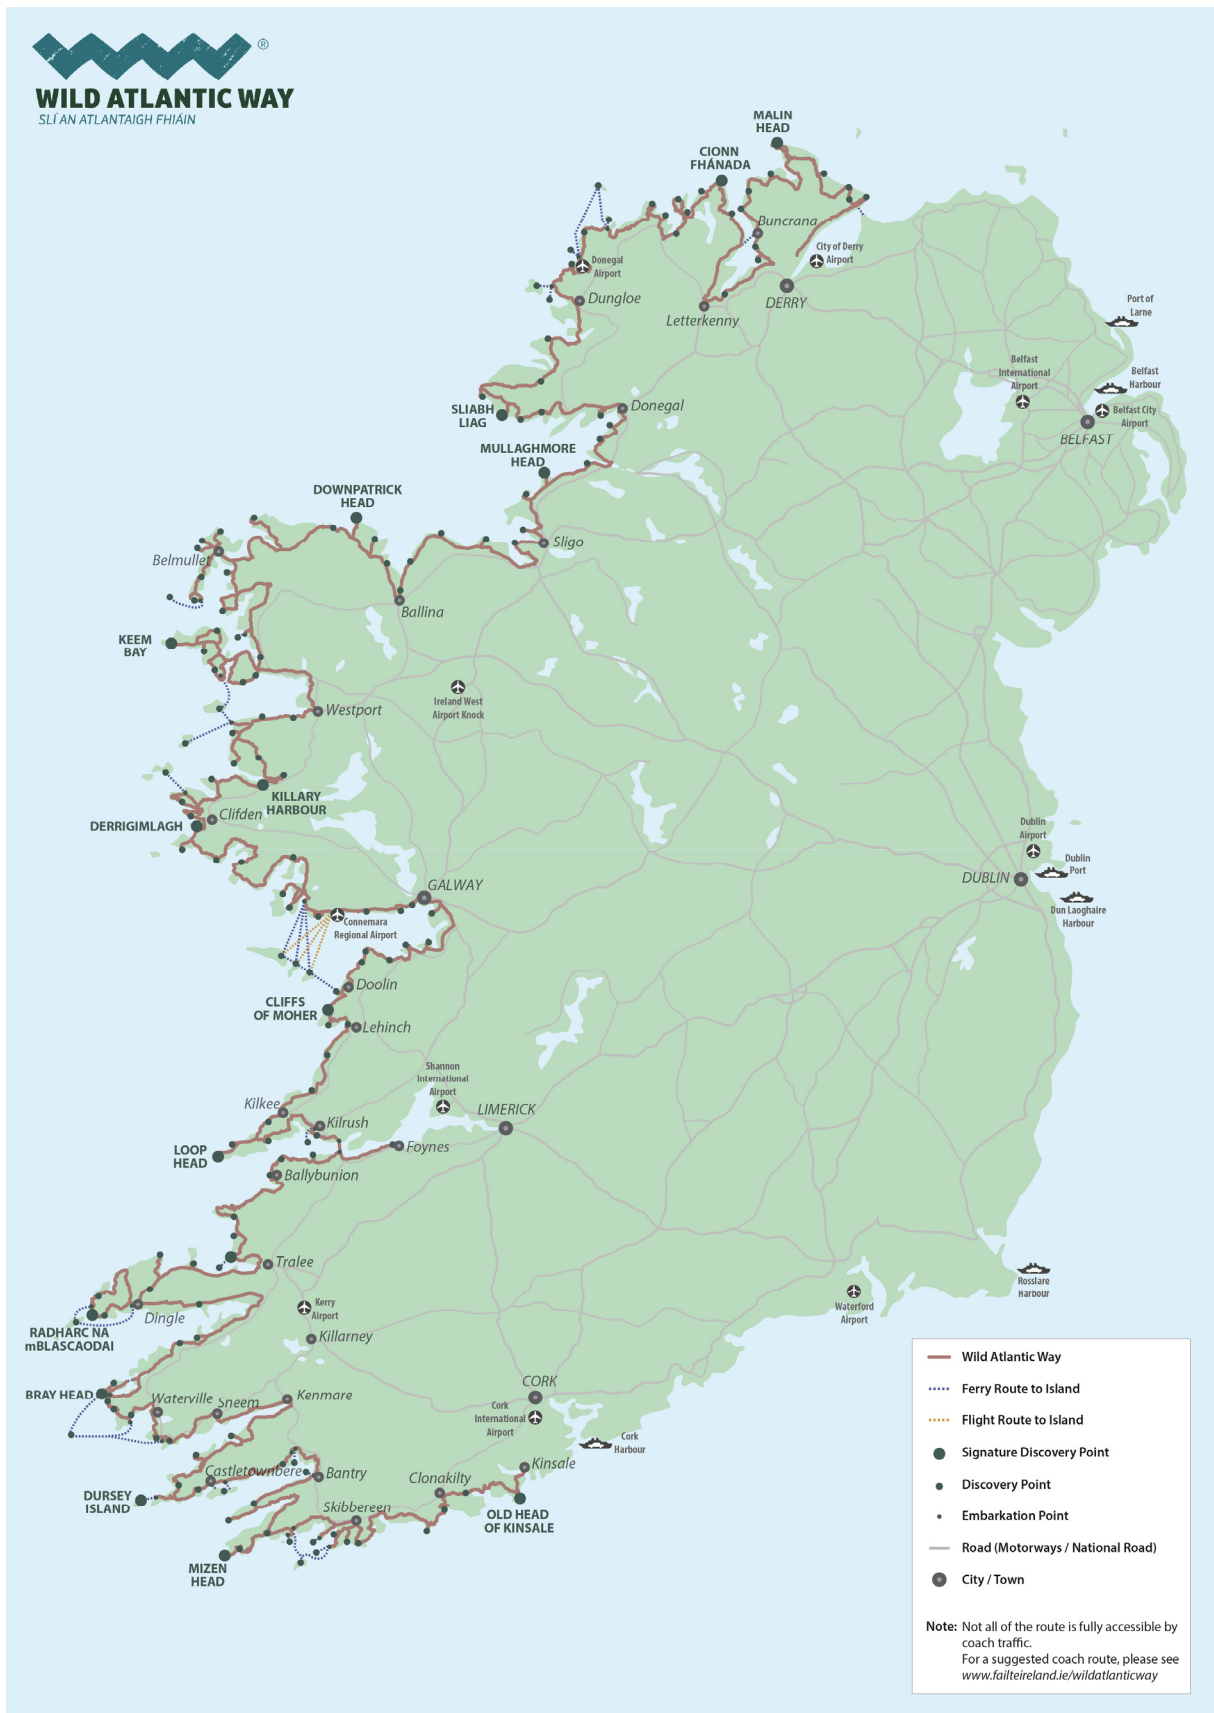 ®
WILD ATLANTIC WAY
SLÍ AN ATLANTAIGH FHIÁIN
MALIN
HEAD
CIONN
FHÁNADA
Buncrana
City of Derry
Airport
Donegal
Airport
Dungloe
DERRY
Letterkenny
Port of
Larne
Belfast
International
Airport
Belfast
Harbour
Belfast City
Airport
BELFAST
SLIABH
LIAG
Donegal
MULLAGHMORE
HEAD
DOWNPATRICK
HEAD
Sligo
Belmullet
Ballina
KEEM
BAY
Ireland West
Airport Knock
Westport
KILLARY
HARBOUR
Clifden
DERRIGIMLAGH
Dublin
Airport
Dublin
Port
DUBLIN
Dun Laoghaire
Harbour
GALWAY
Connemara
Regional Airport
Doolin
CLIFFS
OF MOHER
Lehinch
Shannon
International
Airport
Kilkee
LIMERICK
Kilrush
LOOP
HEAD
Foynes
Ballybunion
Tralee
Rosslare
Harbour
Waterford
Airport
Dingle
Kerry
Airport
RADHARC NA
mBLASCAODAI
Killarney
BRAY HEAD
Waterville
Sneem
Kenmare
CORK
Cork
International
Airport
Cork
Harbour
Castletownbere
Bantry
Clonakilty
Kinsale
DURSEY
ISLAND
Skibbereen
OLD HEAD
OF KINSALE
MIZEN
HEAD
Wild Atlantic Way
Ferry Route to Island
Flight Route to Island
Signature Discovery Point
Discovery Point
Embarkation Point
Road (Motorways / National Road)
City / Town
Note: Not all of the route is fully accessible by
coach traffic.
For a suggested coach route, please see
www.failteireland.ie/wildatlanticway